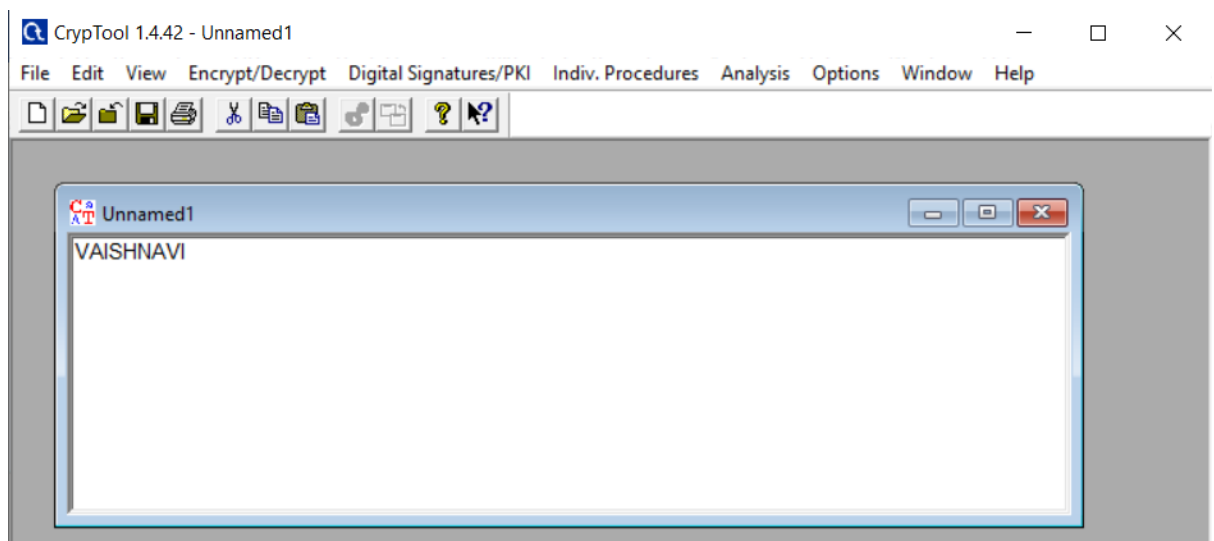 CrypTool 1.4.42 - Unnamed1
File Edit View Encrypt/Decrypt Digital Signatures/PKI Indiv. Procedures Analysis Options Window Help
Unnamed1
VAISHNAVI